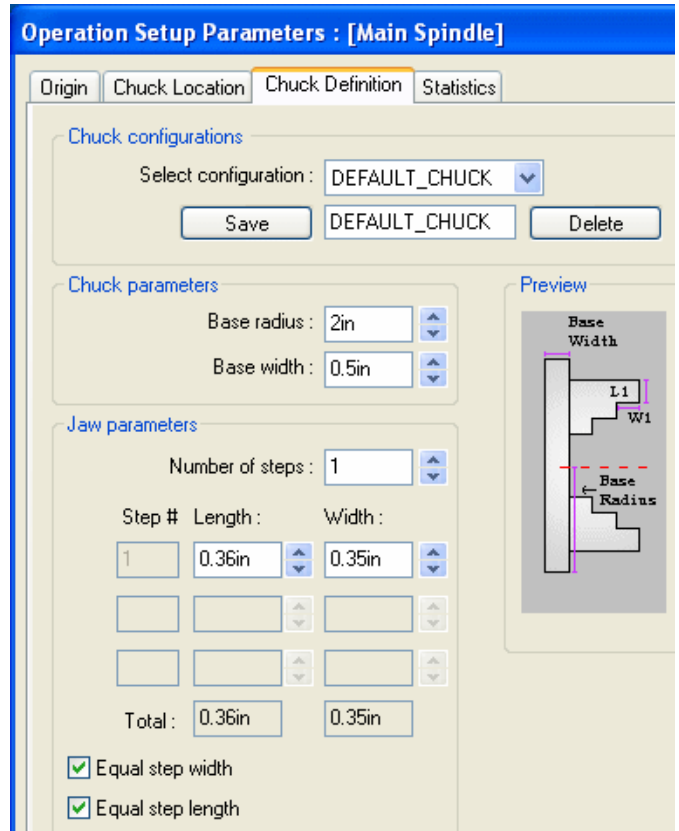 Operation Setup Parameters : [Main Spindle]
Origin Chuck Location Chuck Definition Statistics
Chuck configurations
Select configuration : DEFAULT_CHUCK
Save DEFAULT_CHUCK Delete
Chuck parameters
Base radius : 2in
Base width : 0.5in
Jaw parameters
Number of steps : 1
Step # Length : Width :
1 0.36in 0.35in
Total : 0.36in 0.35in
Equal step width
Equal step length
Preview
Base
Width
L1
W1
Base
Radius